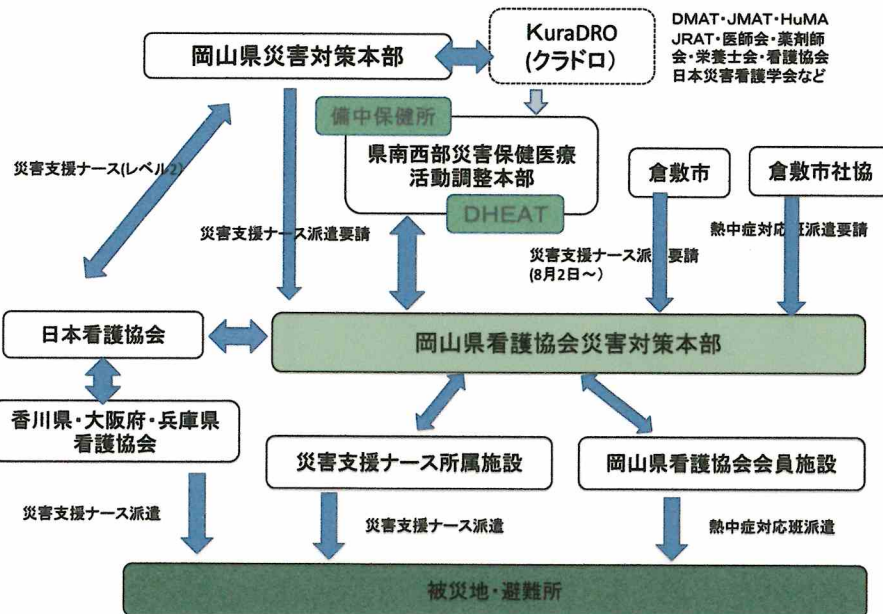 岡山県災害対策本部
KuraDRO
(クラドロ)
DMAT・JMAT・HuMA
JRAT・医師会・薬剤師
会・栄養士会・看護協会
日本災害看護学会など
備中保健所
県南西部災害保健医療
活動調整本部
DHEAT
倉敷市
倉敷市社協
災害支援ナース(レベル2)
災害支援ナース派遣要請
災害支援ナース派遣要請
(8月2日～)
熱中症対応班派遣要請
日本看護協会
岡山県看護協会災害対策本部
香川県・大阪府・兵庫県
看護協会
災害支援ナース所属施設
岡山県看護協会会員施設
災害支援ナース派遣
災害支援ナース派遣
熱中症対応班派遣
被災地・避難所